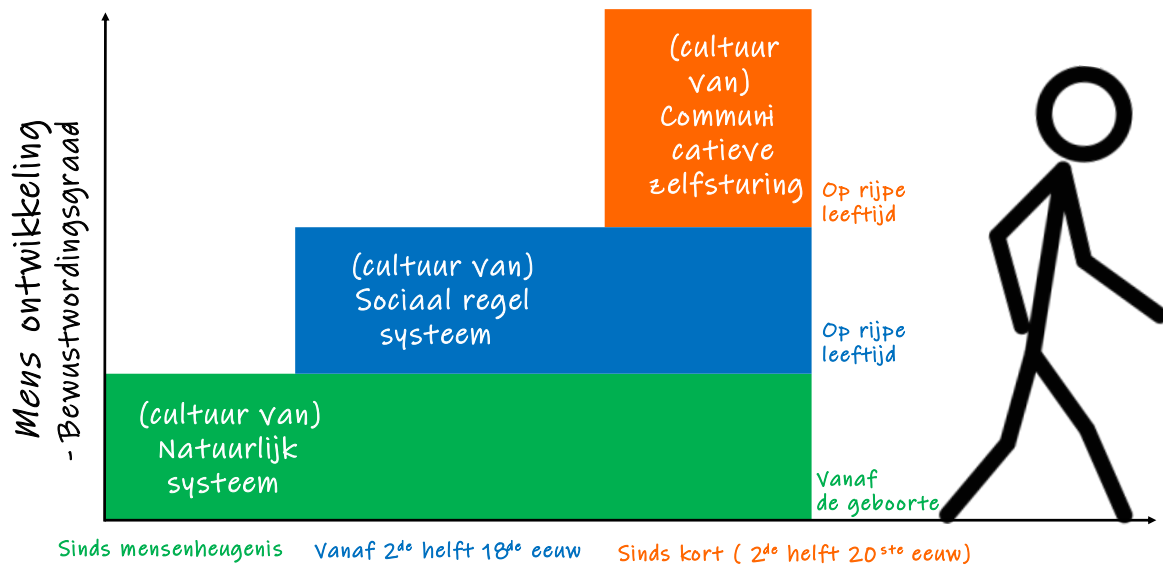 Mens ontwikkeling
- Bewustwordingsgraad
(cultuur
van)
Communi
catieve
zelfsturing
Op rijpe
leeftijd
(cultuur van)
Sociaal regel
systeem
Op rijpe
leeftijd
(cultuur van)
Natuurlijk
systeem
Vanaf
de geboorte
Sinds mensenheugenis
Vanaf 2de helft 18de eeuw
Sinds kort ( 2de helft 20ste eeuw)